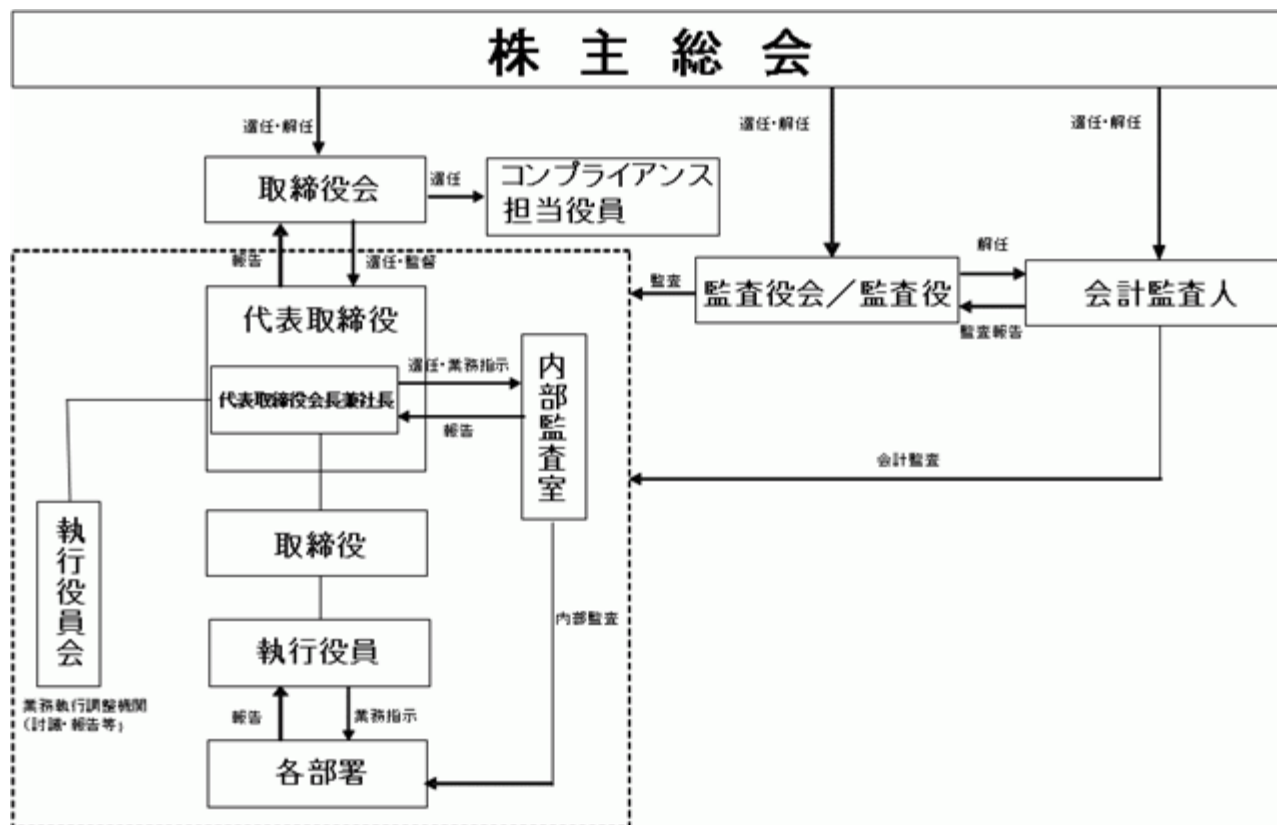 株主総会
選任・解任
選任・解任
選任・解任
取締役会
選任
コンプライアンス
担当役員
報告
選任・監督
監査
監査役会／監査役
解任
監査報告
会計監査人
代表取締役
代表取締役会長兼社長
選任・業務指示
報告
内部監査室
会計監査
執行役員会
業務執行調整機関
（討議・報告等）
取締役
執行役員
内部監査
報告
業務指示
各部署